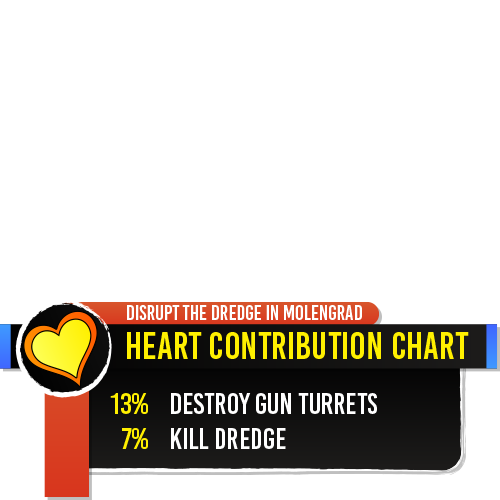 DISRUPT THE DREDGE IN MOLENGRAD
HEART CONTRIBUTION CHART
13% DESTROY GUN TURRETS
7% KILL DREDGE